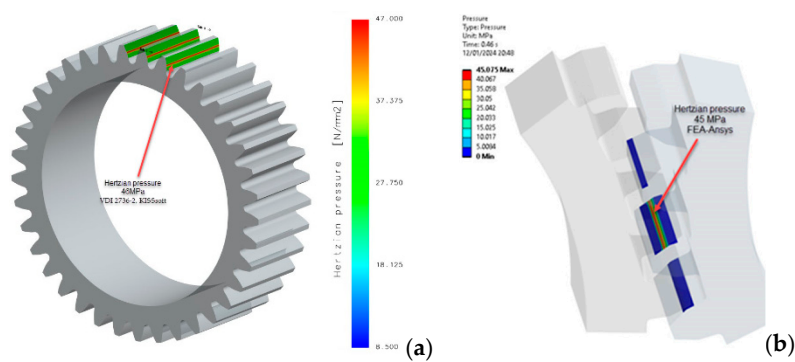 Hertzian pressure
46MPa
VDI 2736-2. KISSsoft
Hertzian pressure [N/mm2]
47.000
37.375
27.750
18.125
8.500
(a)
Pressure
Type: Pressure
Unit: MPa
Time: 0.46 s
12/01/2024 20:48
45.075 Max
40.067
35.058
30.05
25.042
20.033
15.025
10.017
5.0084
0 Min
Hertzian pressure
45 MPa
FEA-Ansys
(b)